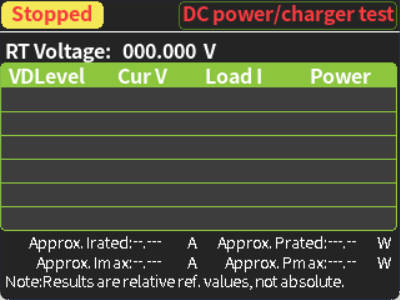 Stopped DC power/charger test
RT Voltage: 000.000 V
VDLevel Cur V Load I Power
Approx. Irated:--.--- A Approx. Prated:---.-- W
Approx. Imax:--.--- A Approx. Pmax:---.-- W
Note:Results are relative ref. values, not absolute.